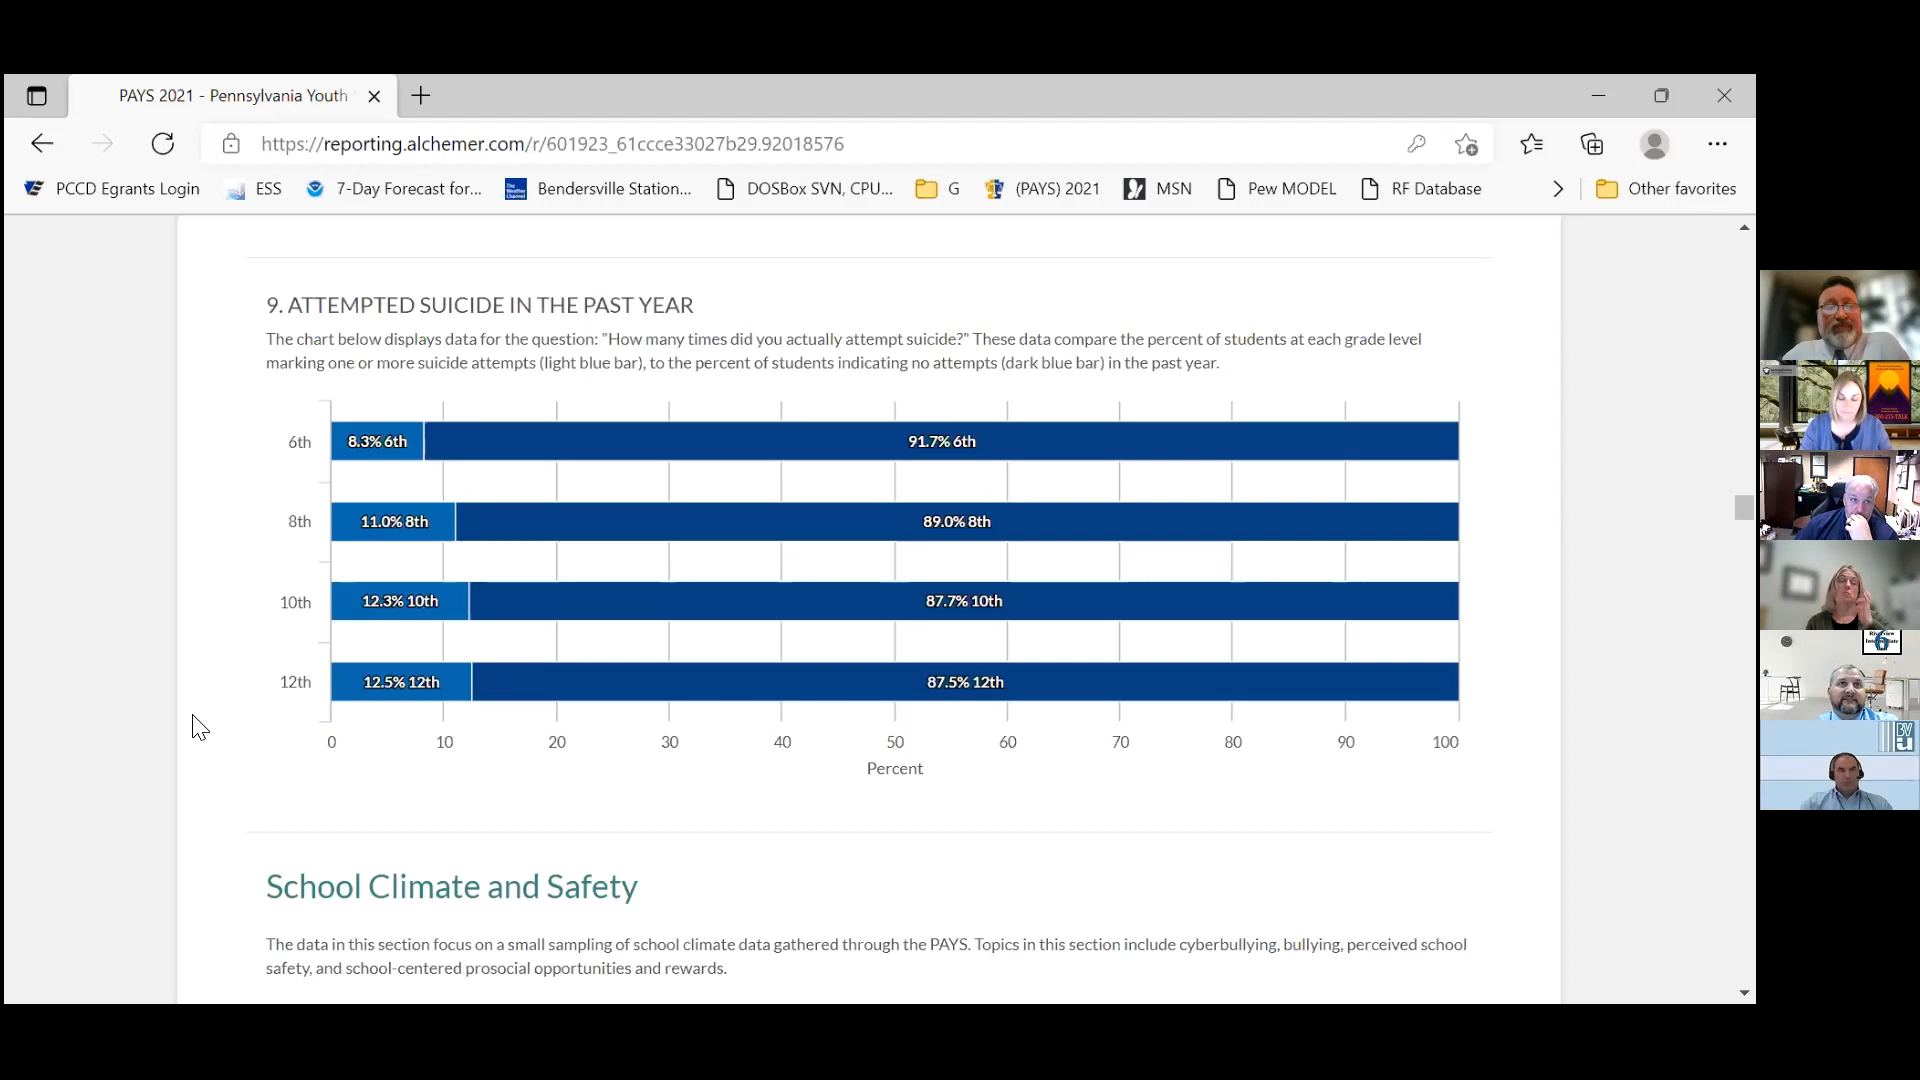 PAYS 2021 - Pennsylvania Youth
https://reporting.alchemer.com/r/601923_61ccce33027b29.92018576
PCCD Egrants Login ESS 7-Day Forecast for... Bendersville Station... DOSBox SVN, CPU... G (PAYS) 2021 MSN Pew MODEL RF Database Other favorites
9. ATTEMPTED SUICIDE IN THE PAST YEAR
The chart below displays data for the question: "How many times did you actually attempt suicide?" These data compare the percent of students at each grade level
marking one or more suicide attempts (light blue bar), to the percent of students indicating no attempts (dark blue bar) in the past year.
6th 8.3% 6th 91.7% 6th
8th 11.0% 8th 89.0% 8th
10th 12.3% 10th 87.7% 10th
12th 12.5% 12th 87.5% 12th
0 10 20 30 40 50 60 70 80 90 100
Percent
School Climate and Safety
The data in this section focus on a small sampling of school climate data gathered through the PAYS. Topics in this section include cyberbullying, bullying, perceived school
safety, and school-centered prosocial opportunities and rewards.
Riverview
Intermediate
6
BV
IU